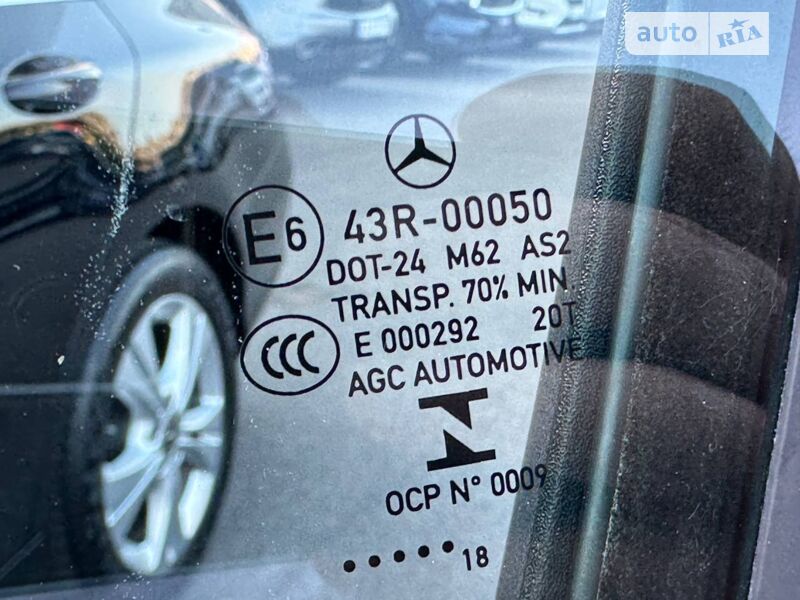 auto RIA
E6 43R-00050
DOT-24 M62 AS2
TRANSP. 70% MIN.
E 000292 20T
CCC AGC AUTOMOTIVE
N
OCP N° 0009
..... 18